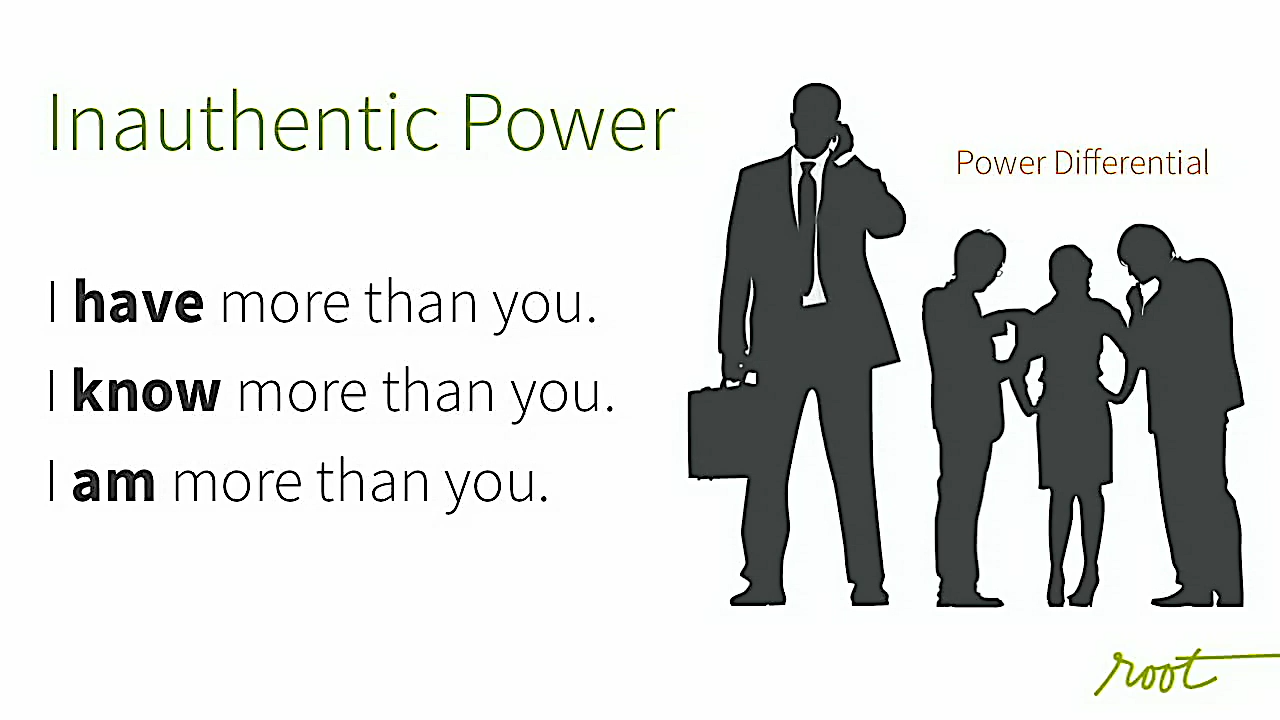 Inauthentic Power
Power Differential
I have more than you.
I know more than you.
I am more than you.
root